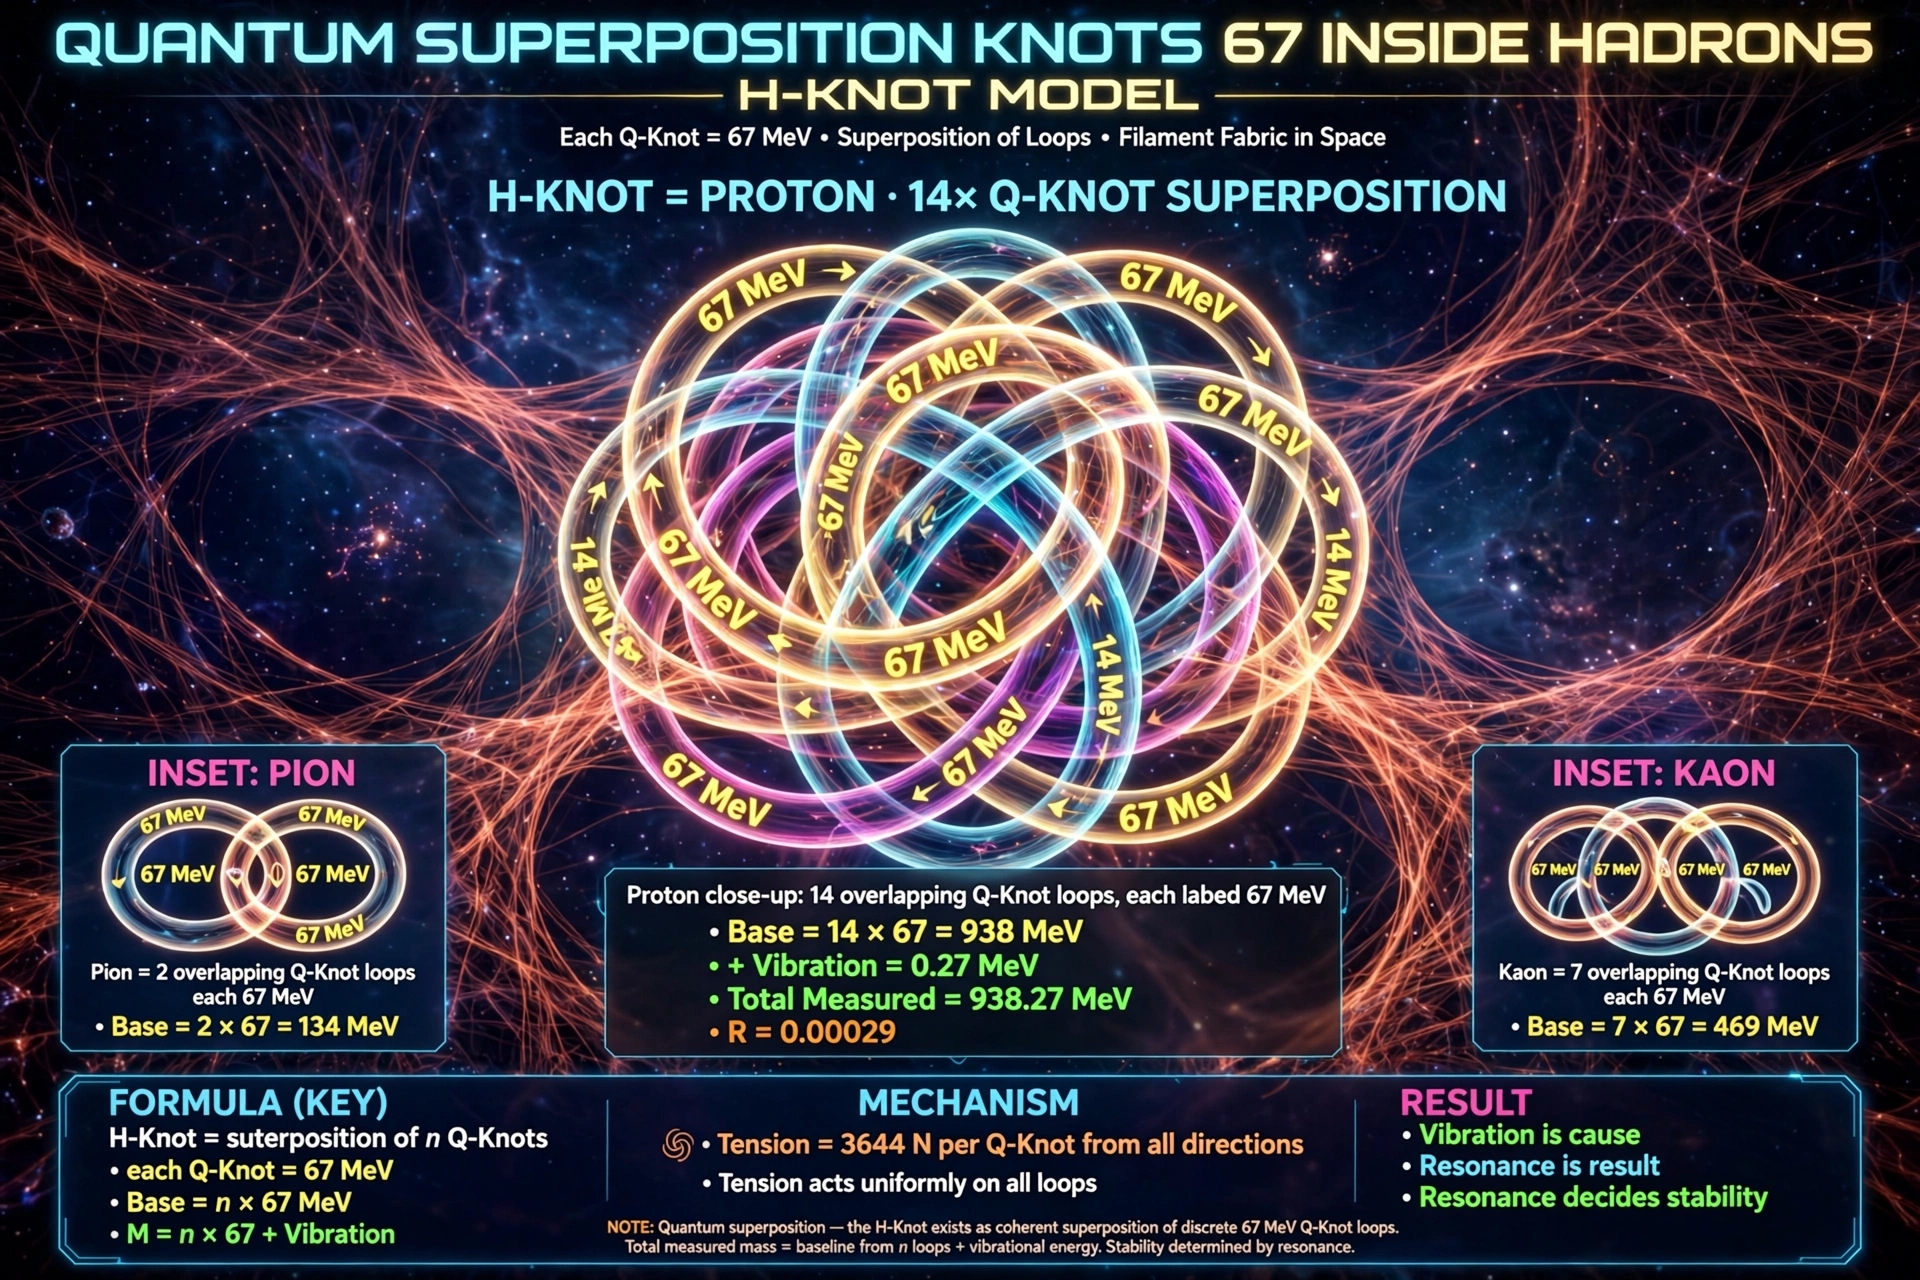 QUANTUM SUPERPOSITION KNOTS 67 INSIDE HADRONS
H-KNOT MODEL
Each Q-Knot = 67 MeV • Superposition of Loops • Filament Fabric in Space
H-KNOT = PROTON · 14× Q-KNOT SUPERPOSITION
67 MeV →
67 MeV
67 MeV
67 MeV
67 MeV
14 MeV
67 MeV
67 MeV
14 MeV
67 MeV
67 MeV
67 MeV
INSET: PION
67 MeV
67 MeV
67 MeV
67 MeV
67 MeV
Pion = 2 overlapping Q-Knot loops
each 67 MeV
• Base = 2 × 67 = 134 MeV
Proton close-up: 14 overlapping Q-Knot loops, each labed 67 MeV
• Base = 14 × 67 = 938 MeV
• + Vibration = 0.27 MeV
• Total Measured = 938.27 MeV
• R = 0.00029
INSET: KAON
67 MeV 67 MeV 67 MeV 67 MeV
Kaon = 7 overlapping Q-Knot loops
each 67 MeV
• Base = 7 × 67 = 469 MeV
FORMULA (KEY)
H-Knot = suterposition of n Q-Knots
• each Q-Knot = 67 MeV
• Base = n × 67 MeV
• M = n × 67 + Vibration
MECHANISM
• Tension = 3644 N per Q-Knot from all directions
• Tension acts uniformly on all loops
RESULT
• Vibration is cause
• Resonance is result
• Resonance decides stability
NOTE: Quantum superposition — the H-Knot exists as coherent superposition of discrete 67 MeV Q-Knot loops.
Total measured mass = baseline from n loops + vibrational energy. Stability determined by resonance.